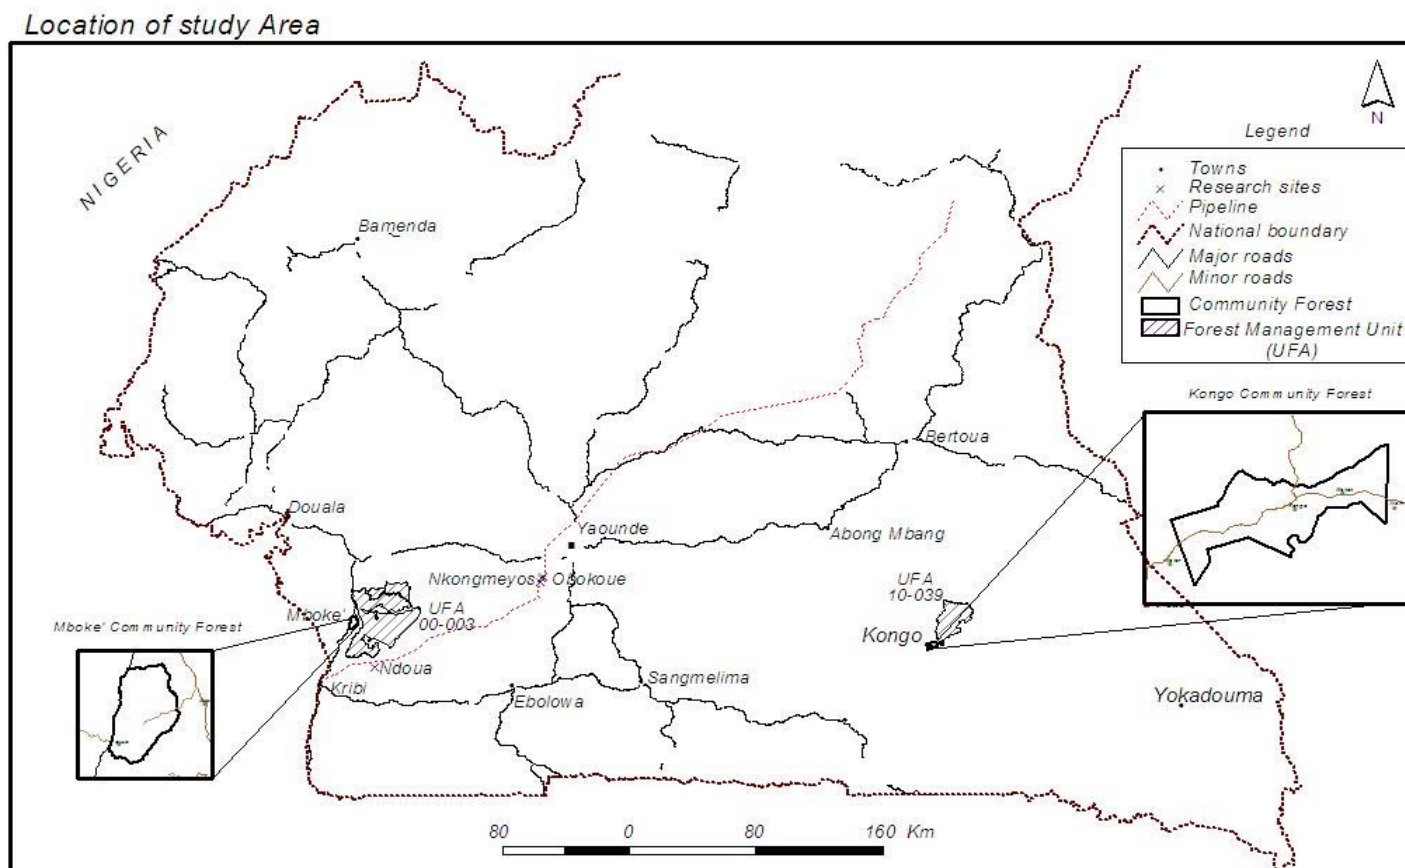 Location of study Area
NIGERIA
N
Legend
Towns
Research sites
Pipeline
National boundary
Major roads
Minor roads
Community Forest
Forest Management Unit
(UFA)
Bamenda
Kongo Community Forest
Bertoua
Douala
Yaounde
Abong Mbang
Nkongmeyos
Obokoue
UFA
10-039
Mboke'
UFA
00-003
Mboke' Community Forest
Kongo
Ndoua
Kribi
Sangmelima
Ebolowa
Yokadouma
80 0 80 160 Km